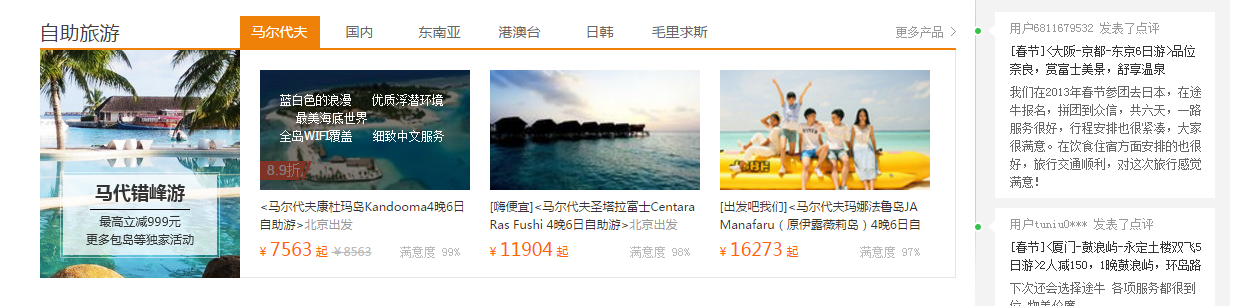 自助旅游
马尔代夫 国内 东南亚 港澳台 日韩 毛里求斯 更多产品 >
马代错峰游
最高立减999元
更多包岛等独家活动
蓝白色的浪漫 优质浮潜环境
最美海底世界
全岛WIFI覆盖 细致中文服务
8.9折
<马尔代夫康杜玛岛Kandooma4晚6日
自助游>北京出发
¥ 7563 起 ¥ 8563 满意度 99%
[嗨便宜]<马尔代夫圣塔拉富士Centara
Ras Fushi 4晚6日自助游>北京出发
¥ 11904 起 满意度 98%
[出发吧我们]<马尔代夫玛娜法鲁岛JA
Manafaru（原伊露薇莉岛）4晚6日自
¥ 16273 起 满意度 97%
用户6811679532 发表了点评
[春节]<大阪-京都-东京6日游>品位
奈良，赏富士美景，舒享温泉
我们在2013年春节参团去日本，在途
牛报名，拼团到众信，共六天，一路
服务很好，行程安排也很紧凑，大家
很满意。在饮食住宿方面安排的也很
好，旅行交通顺利，对这次旅行感觉
满意!
用户tuniu0*** 发表了点评
[春节]<厦门-鼓浪屿-永定土楼双飞5
日游>2人减150，1晚鼓浪屿，环岛路
下次还会选择途牛 各项服务都很到
位 物美价廉